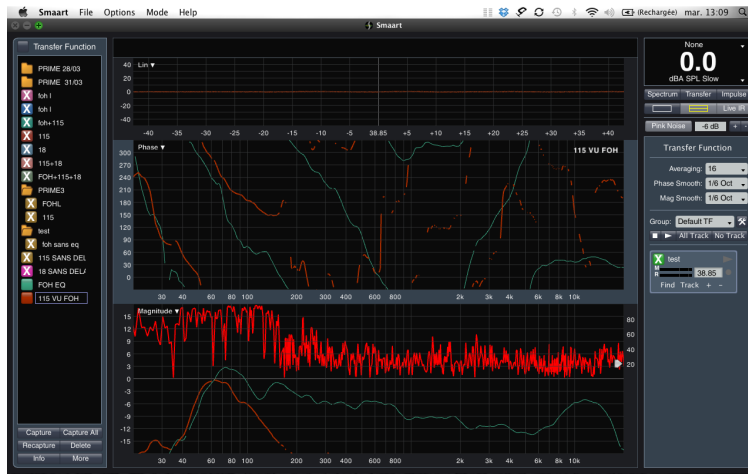 Smaart File Options Mode Help
(Rechargée) mar. 13:09
Smaart
Transfer Function
PRIME 28/03
PRIME 31/03
foh l
foh l
foh+115
115
18
115+18
FOH+115+18
PRIME3
FOHL
115
test
foh sans eq
115 SANS DEL
18 SANS DEL
FOH EQ
115 VU FOH
Capture Capture All
Recapture Delete
Info More
Lin
40
20
0
-20
-40
-40 -35 -30 -25 -20 -15 -10 -5 38.85 +5 +10 +15 +20 +25 +30 +35 +40
Phase
115 VU FOH
300
270
240
210
180
150
120
90
60
30
0
30 40 60 80 100 200 300 400 600 800 2k 3k 4k 6k 8k 10k
Magnitude
15
12
9
6
3
0
-3
-6
-9
-12
-15
80
60
40
20
30 40 60 80 100 200 300 400 600 800 2k 3k 4k 6k 8k 10k
None
0.0
dBA SPL Slow
Spectrum Transfer Impulse
Live IR
Pink Noise -6 dB + -
Transfer Function
Averaging: 16
Phase Smooth: 1/6 Oct
Mag Smooth: 1/6 Oct
Group: Default TF
All Track No Track
test
M
R
38.85
Find Track + -